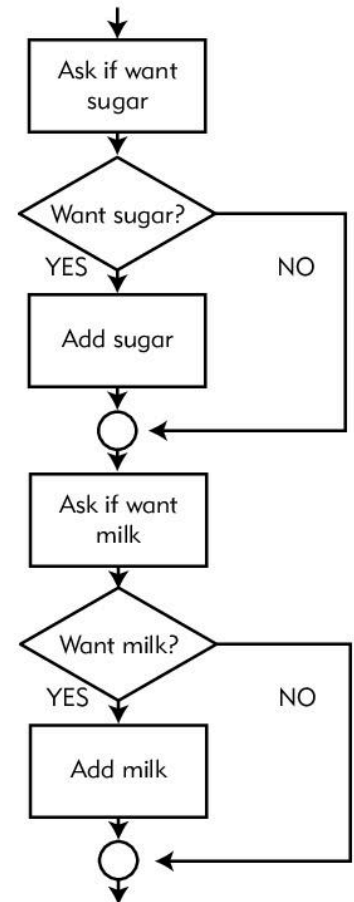 Ask if want
sugar
Want sugar?
YES
NO
Add sugar
Ask if want
milk
Want milk?
YES
NO
Add milk